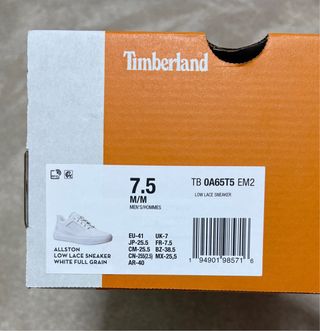 Timberland
7.5
M/M
MEN'S/HOMMES
TB 0A65T5 EM2
LOW LACE SNEAKER
EU-41 UK-7
JP-25.5 FR-7.5
CM-25.5 BZ-38.5
CN-255(2.5) MX-25,5
AR-40
ALLSTON
LOW LACE SNEAKER
WHITE FULL GRAIN
1 94901 98571 6